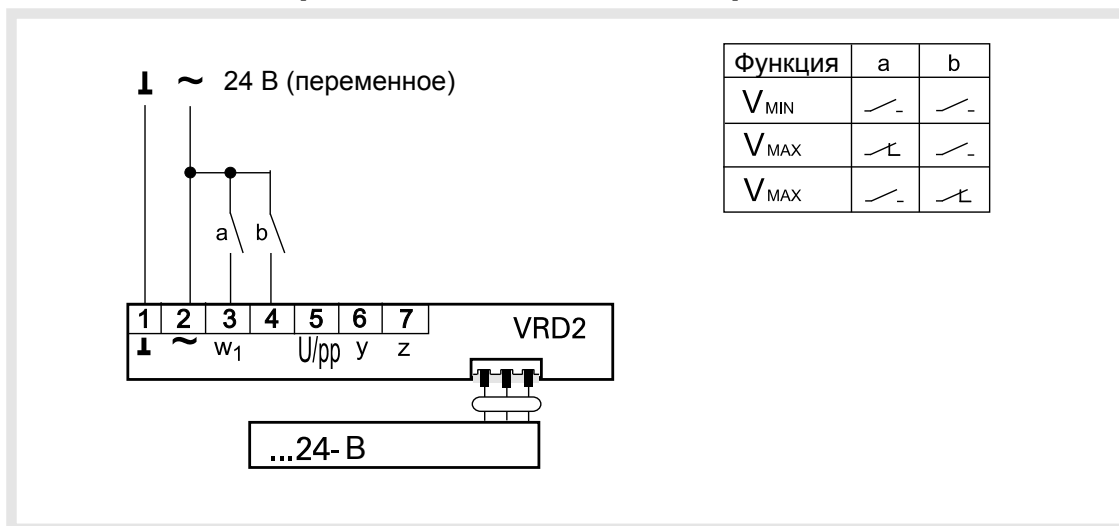 ⊥ ~ 24 В (переменное)
a b
1 2 3 4 5 6 7 VRD2
⊥ ~ w1 U/pp y z
...24- В
Функция a b
VMIN
VMAX
VMAX